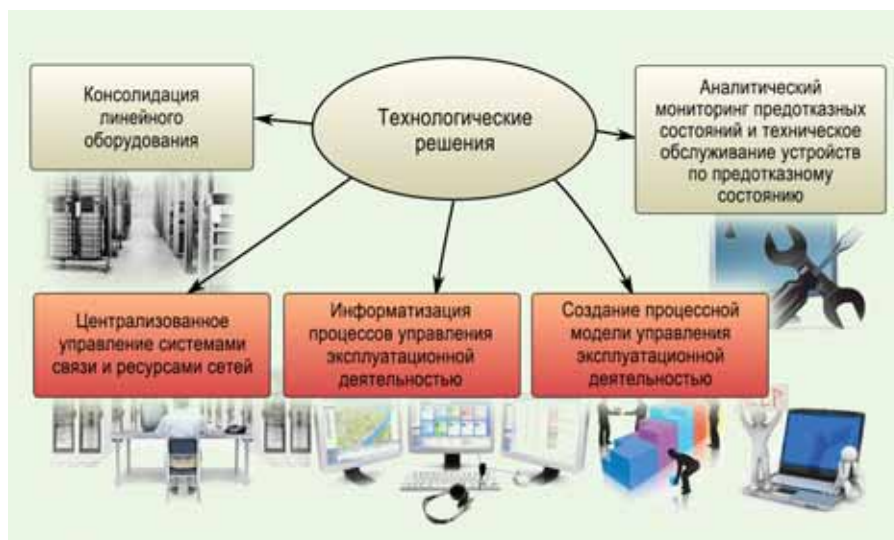 Технологические
решения
Консолидация
линейного
оборудования
Аналитический
мониторинг предотказных
состояний и техническое
обслуживание устройств
по предотказному
состоянию
Централизованное
управление системами
связи и ресурсами сетей
Информатизация
процессов управления
эксплуатационной
деятельностью
Создание процессной
модели управления
эксплуатационной
деятельностью